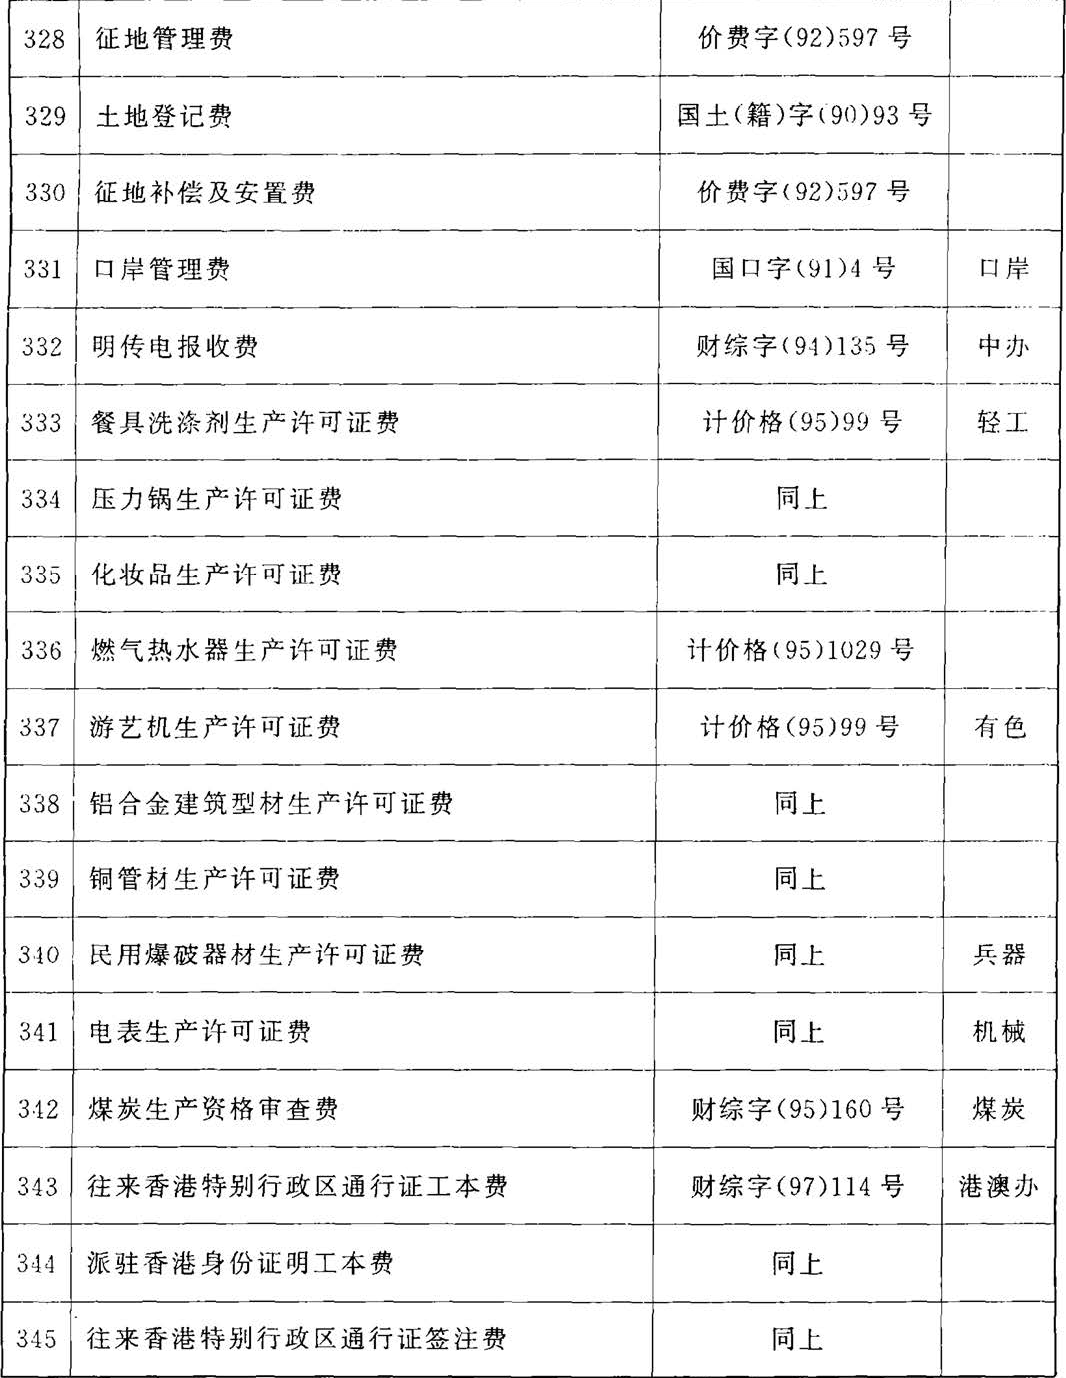 328 征地管理费 价费字(92)597 号
329 土地登记费 国土(籍)字(90)93 号
330 征地补偿及安置费 价费字(92)597 号
331 口岸管理费 国口字(91)4 号 口岸
332 明传电报收费 财综字(94)135 号 中办
333 餐具洗涤剂生产许可证费 计价格(95)99 号 轻工
334 压力锅生产许可证费 同上
335 化妆品生产许可证费 同上
336 燃气热水器生产许可证费 计价格(95)1029 号
337 游艺机生产许可证费 计价格(95)99 号 有色
338 铝合金建筑型材生产许可证费 同上
339 铜管材生产许可证费 同上
340 民用爆破器材生产许可证费 同上 兵器
341 电表生产许可证费 同上 机械
342 煤炭生产资格审查费 财综字(95)160 号 煤炭
343 往来香港特别行政区通行证工本费 财综字(97)114 号 港澳办
344 派驻香港身份证明工本费 同上
345 往来香港特别行政区通行证签注费 同上